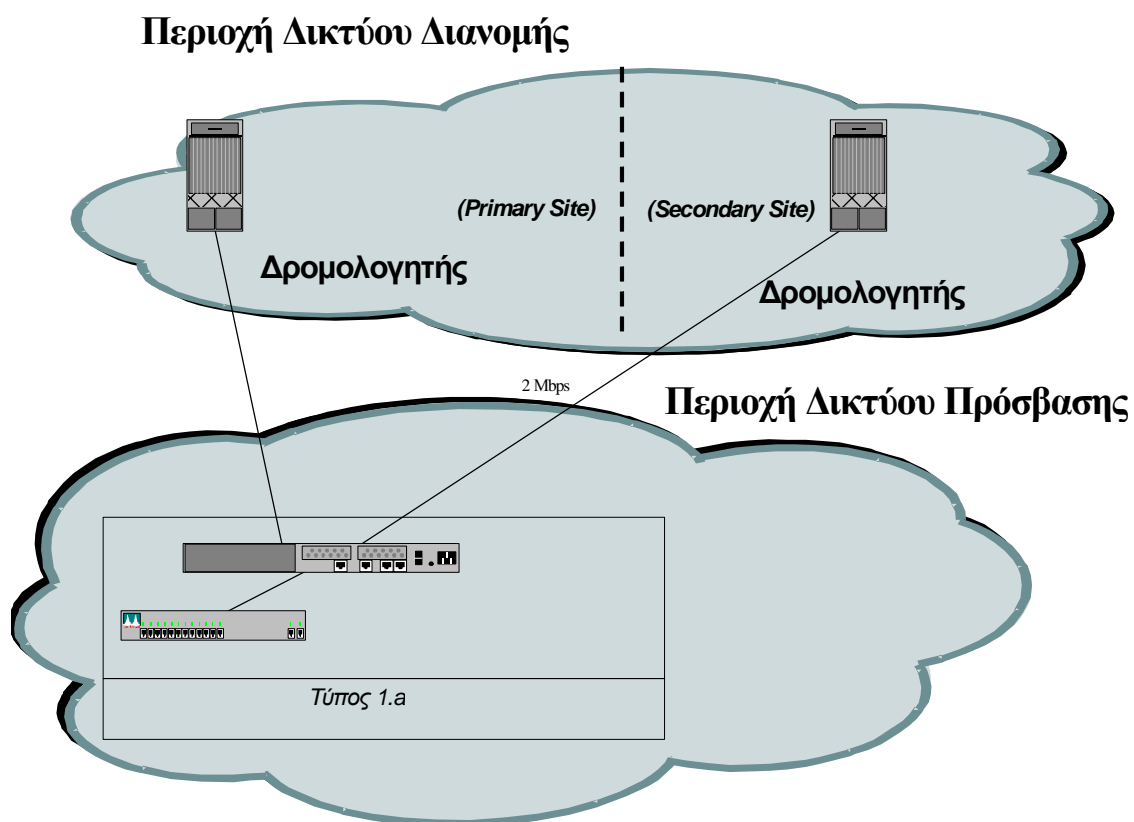 Περιοχή Δικτύου Διανομής
(Primary Site)
(Secondary Site)
Δρομολογητής
Δρομολογητής
2 Mbps
Περιοχή Δικτύου Πρόσβασης
Τύπος 1.a